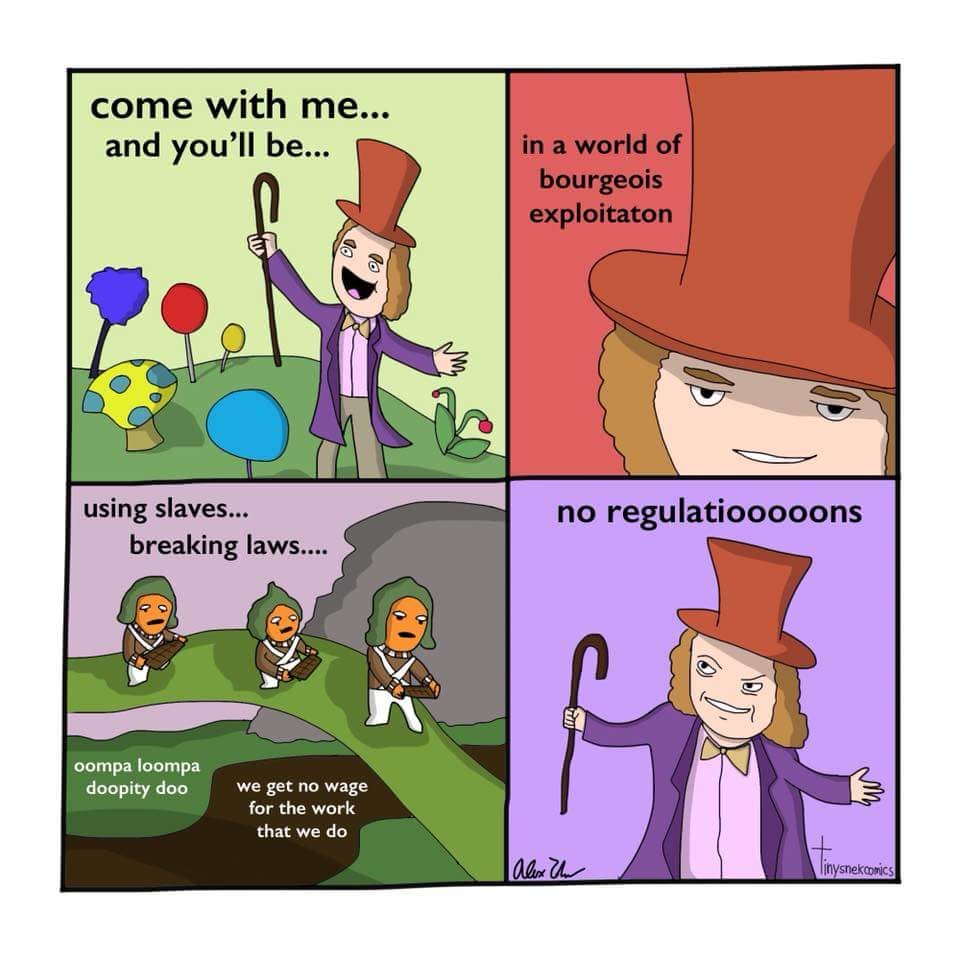 come with me...
and you'll be...
in a world of
bourgeois
exploitaton
using slaves...
breaking laws....
oompa loompa
doopity doo
we get no wage
for the work
that we do
no regulatiooooons
Alex
Tinysnekcomics